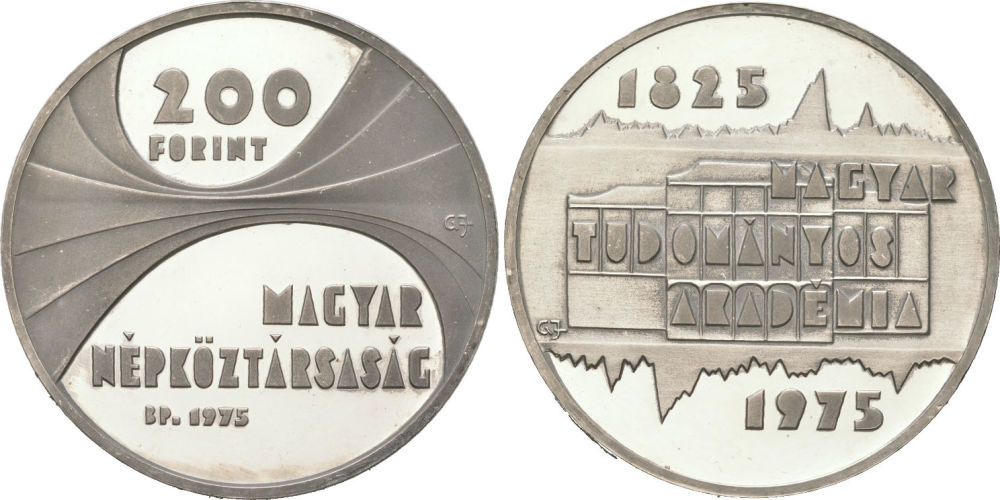 200
FORINT
MAGYAR
NÉPKÖZTÁRSASÁG
BP. 1975
1825
MAGYAR
TUDOMÁNYOS
AKADÉMIA
1975